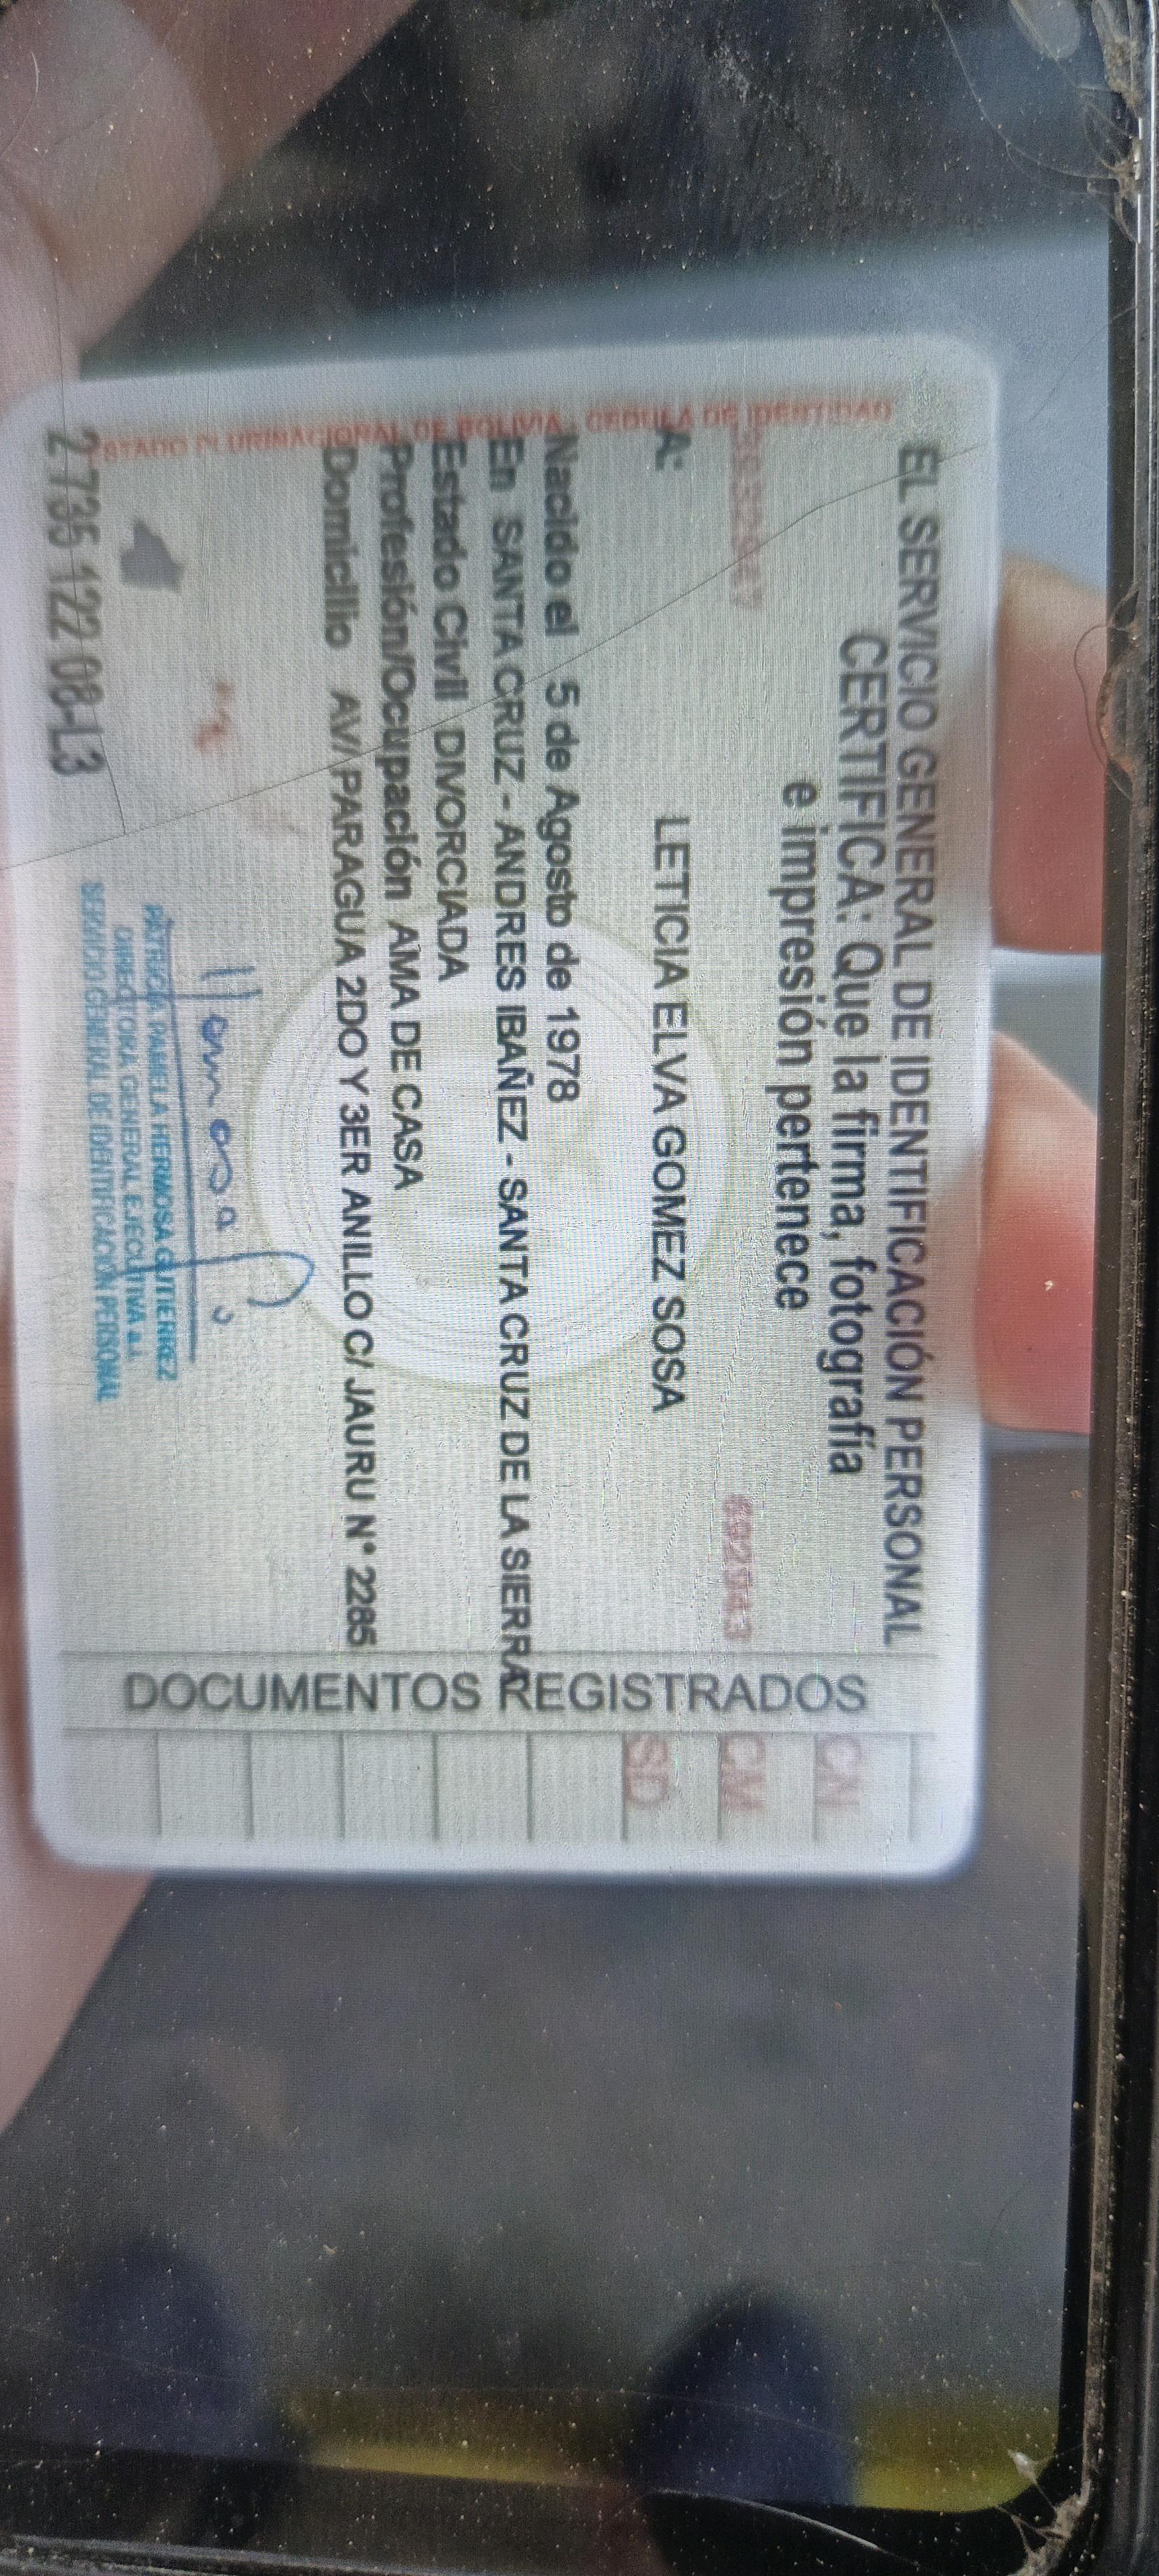 EL SERVICIO GENERAL DE IDENTIFICACIÓN PERSONAL
CERTIFICA: Que la firma, fotografía
e impresión pertenece
A:
LETICIA ELVA GOMEZ SOSA
Nacido el 5 de Agosto de 1978
En SANTA CRUZ - ANDRES IBAÑEZ - SANTA CRUZ DE LA SIERRA
Estado Civil DIVORCIADA
Profesión/Ocupación AMA DE CASA
Domicilio AV/PARAGUA 2DO Y 3ER ANILLO C/ JAURU N° 2285
PATRICIA PAMELA HERMOSA GUTIERREZ
DIRECTORA GENERAL EJECUTIVA a.i.
SERVICIO GENERAL DE IDENTIFICACIÓN PERSONAL
2735 122 08-L3
ESTADO PLURINACIONAL DE BOLIVIA - CEDULA DE IDENTIDAD
DOCUMENTOS REGISTRADOS
CN
CM
SD